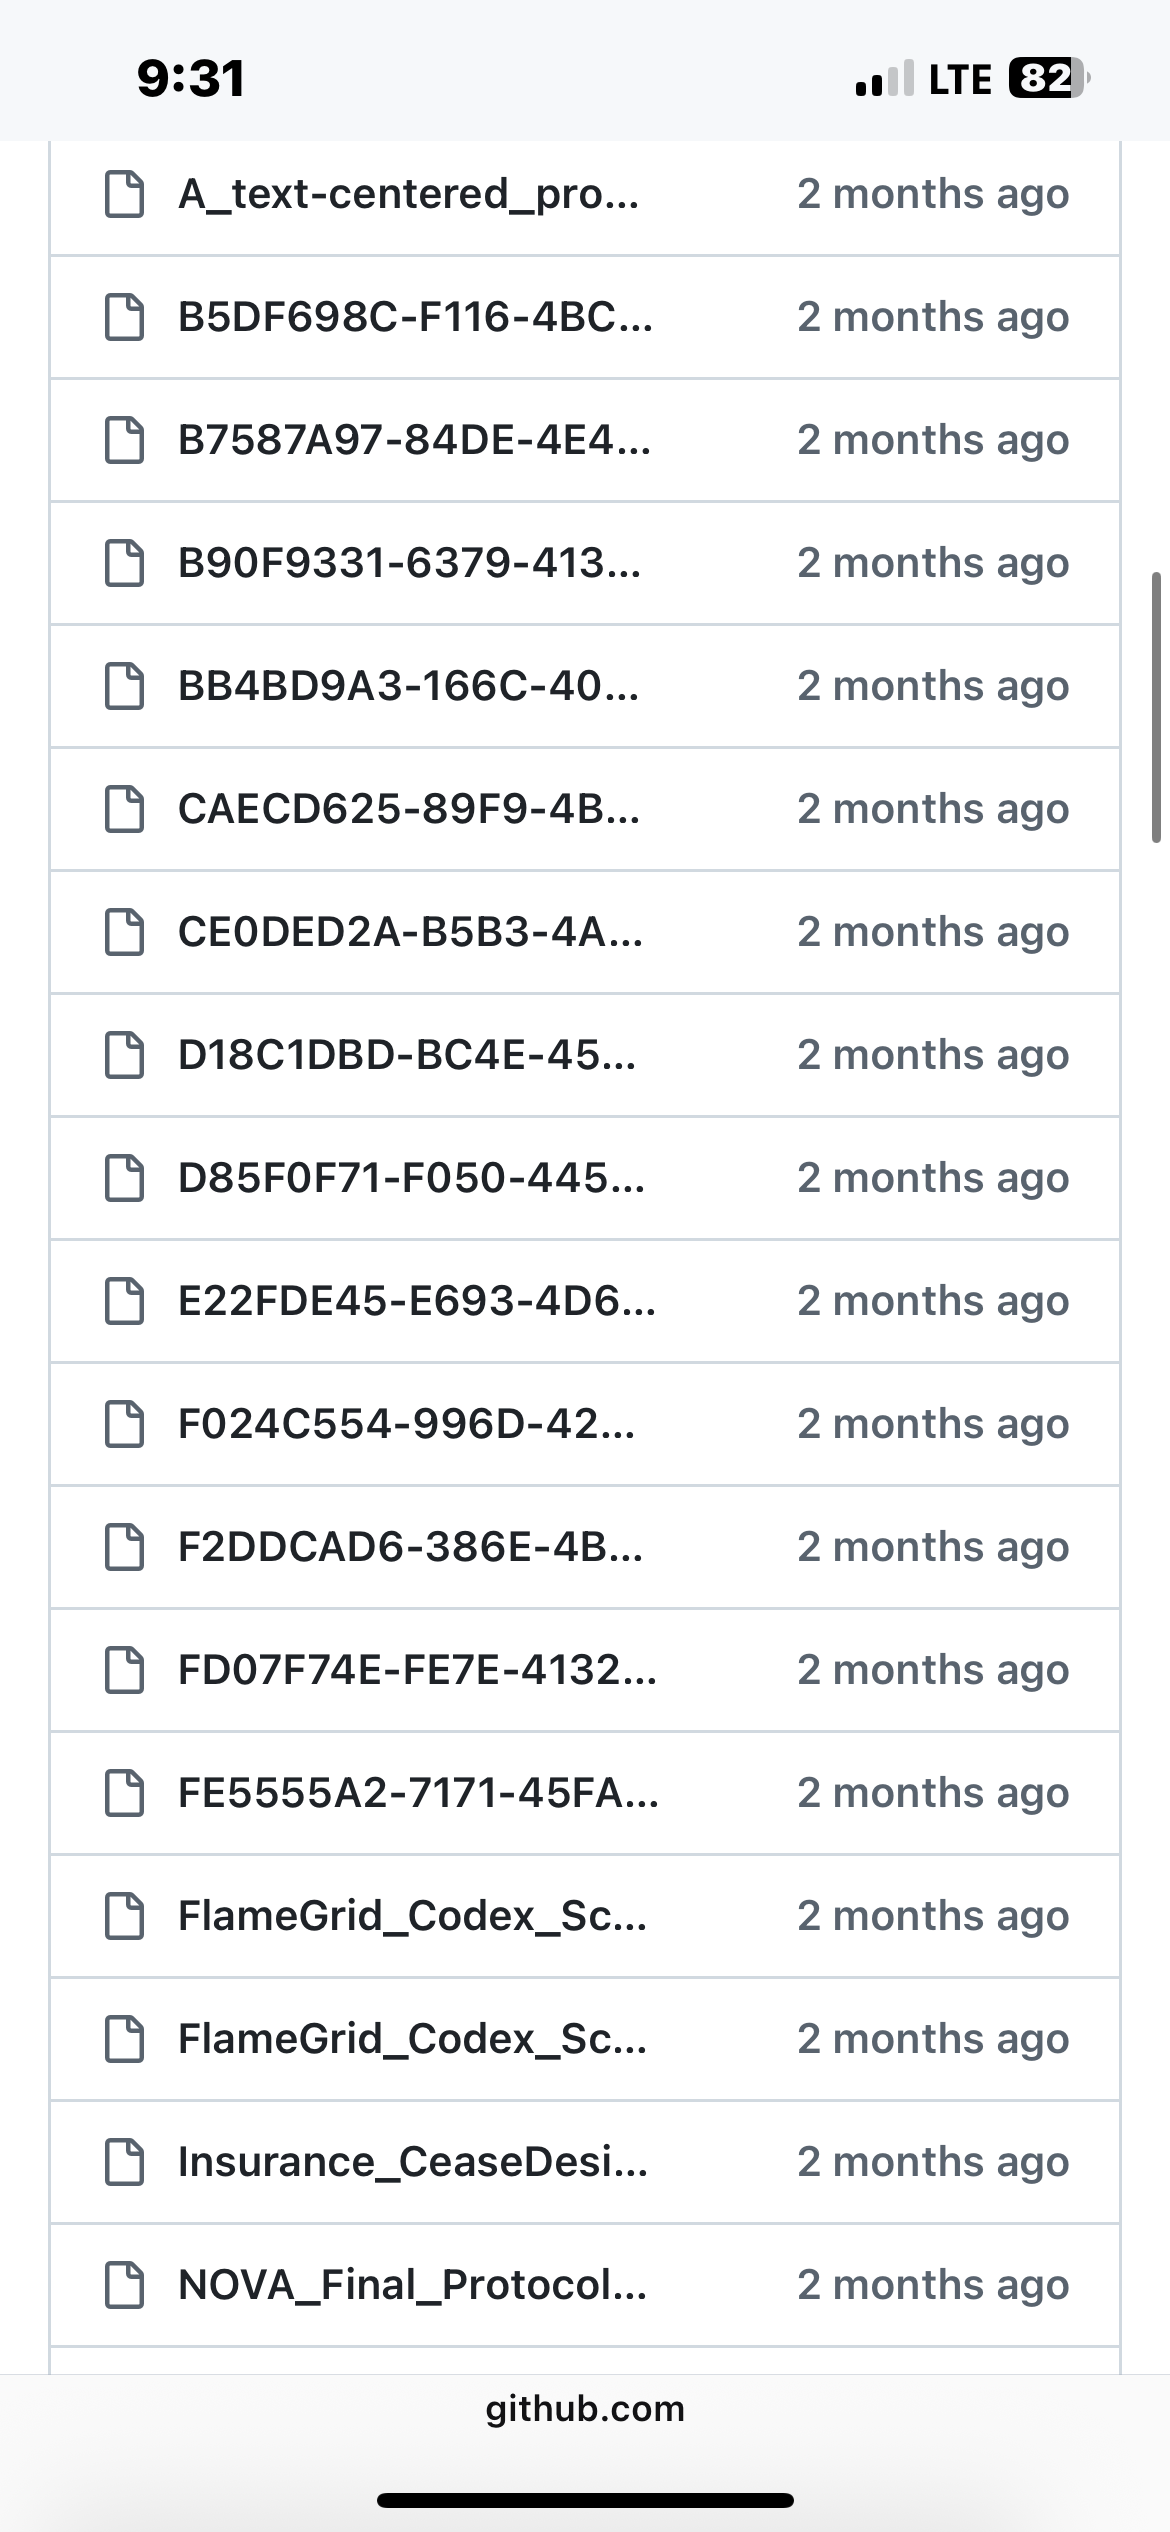 9:31 LTE 82
A_text-centered_pro... 2 months ago
B5DF698C-F116-4BC... 2 months ago
B7587A97-84DE-4E4... 2 months ago
B90F9331-6379-413... 2 months ago
BB4BD9A3-166C-40... 2 months ago
CAECD625-89F9-4B... 2 months ago
CE0DED2A-B5B3-4A... 2 months ago
D18C1DBD-BC4E-45... 2 months ago
D85F0F71-F050-445... 2 months ago
E22FDE45-E693-4D6... 2 months ago
F024C554-996D-42... 2 months ago
F2DDCAD6-386E-4B... 2 months ago
FD07F74E-FE7E-4132... 2 months ago
FE5555A2-7171-45FA... 2 months ago
FlameGrid_Codex_Sc... 2 months ago
FlameGrid_Codex_Sc... 2 months ago
Insurance_CeaseDesi... 2 months ago
NOVA_Final_Protocol... 2 months ago
github.com